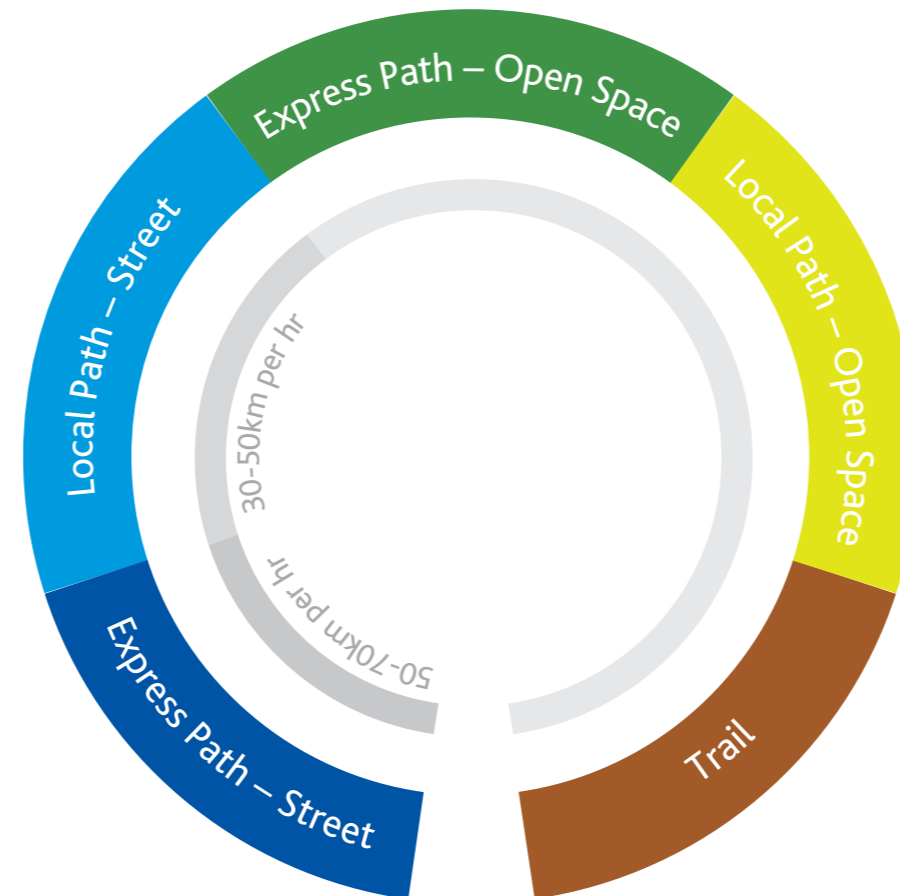 Express Path – Open Space
Local Path – Open Space
Local Path – Street
30-50km per hr
50-70km per hr
Express Path – Street
Trail